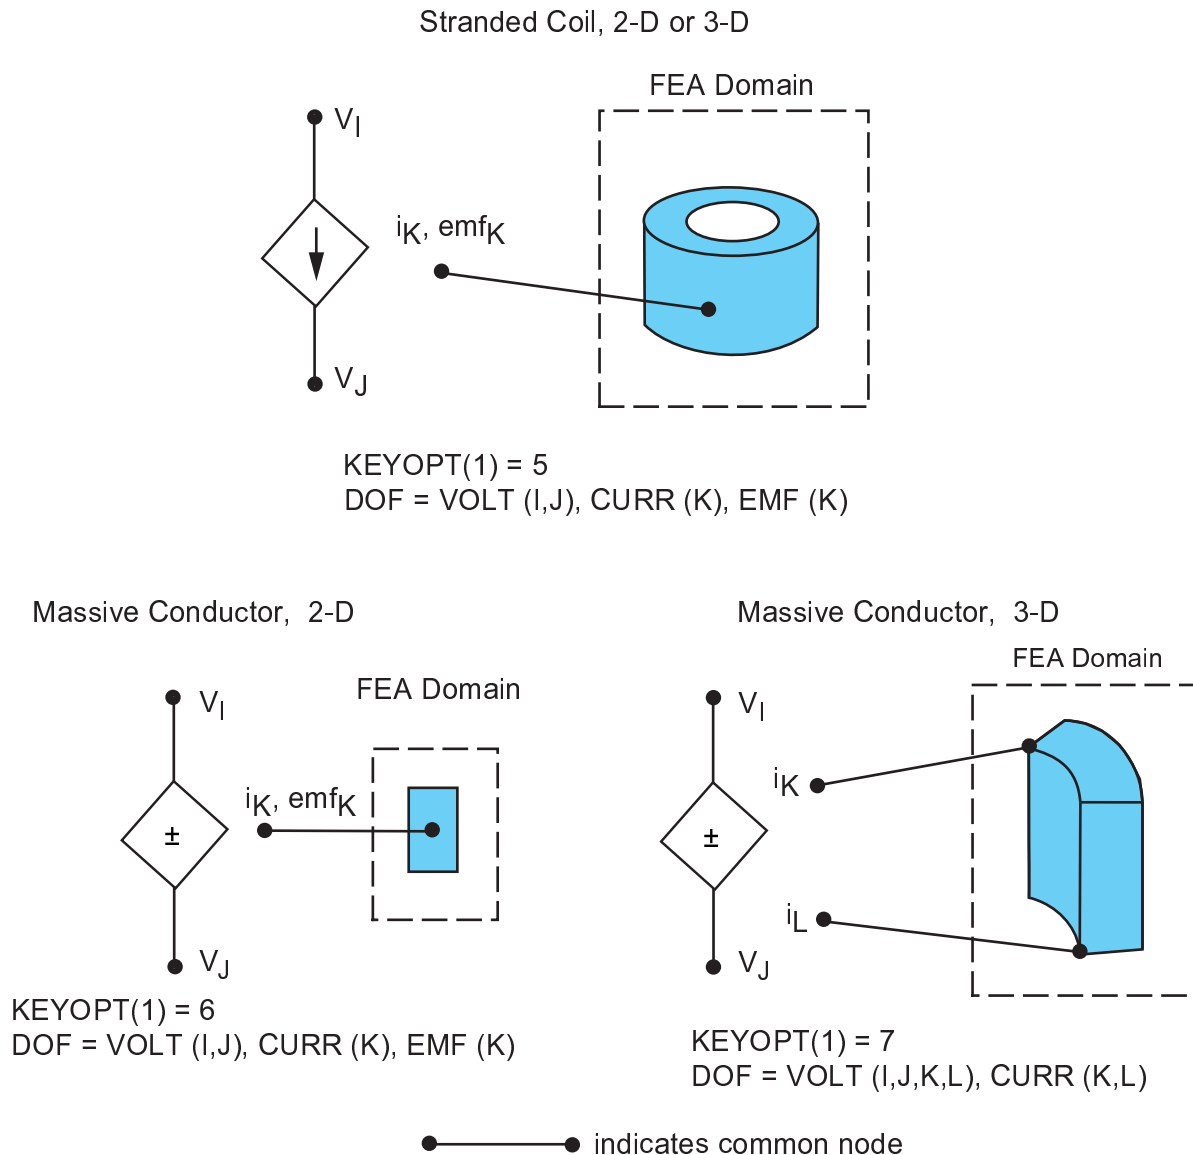 Stranded Coil, 2-D or 3-D
FEA Domain
VI
iK, emfK
VJ
KEYOPT(1) = 5
DOF = VOLT (I,J), CURR (K), EMF (K)
Massive Conductor, 2-D
FEA Domain
VI
iK, emfK
±
VJ
KEYOPT(1) = 6
DOF = VOLT (I,J), CURR (K), EMF (K)
Massive Conductor, 3-D
FEA Domain
VI
iK
±
iL
VJ
KEYOPT(1) = 7
DOF = VOLT (I,J,K,L), CURR (K,L)
indicates common node